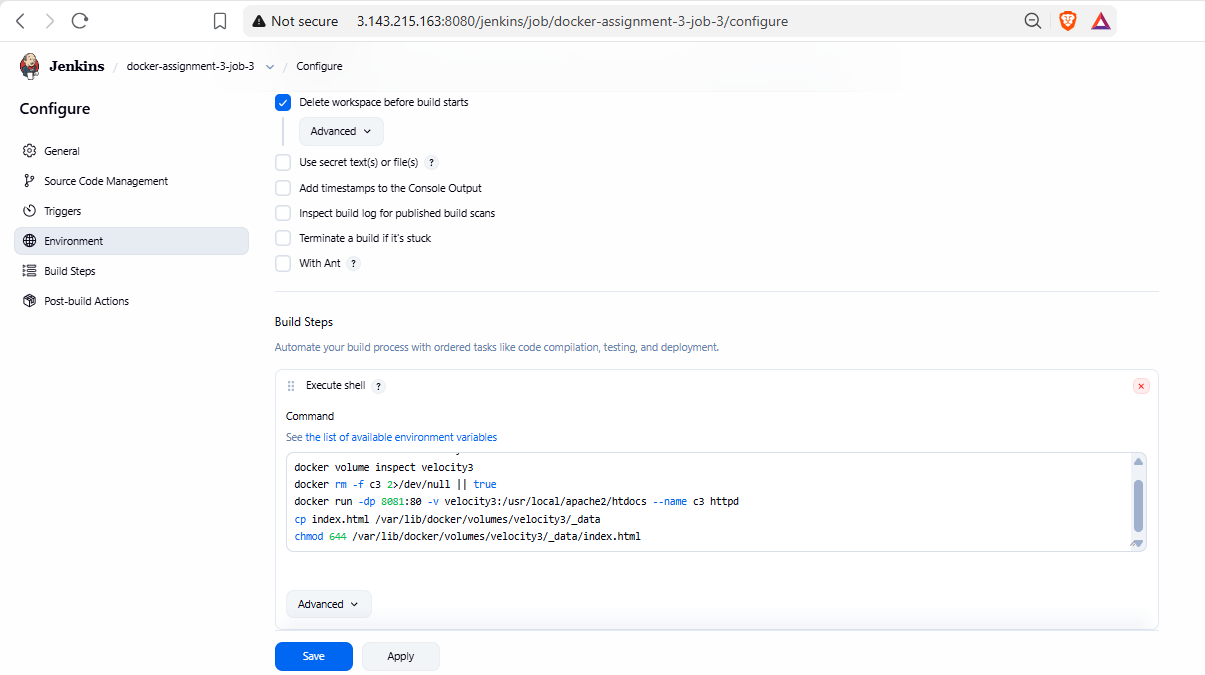 Not secure 3.143.215.163:8080/jenkins/job/docker-assignment-3-job-3/configure
Jenkins / docker-assignment-3-job-3 / Configure
Configure
General
Source Code Management
Triggers
Environment
Build Steps
Post-build Actions
Delete workspace before build starts
Advanced
Use secret text(s) or file(s) ?
Add timestamps to the Console Output
Inspect build log for published build scans
Terminate a build if it's stuck
With Ant ?
Build Steps
Automate your build process with ordered tasks like code compilation, testing, and deployment.
Execute shell ?
Command
See the list of available environment variables
docker volume inspect velocity3
docker rm -f c3 2>/dev/null || true
docker run -dp 8081:80 -v velocity3:/usr/local/apache2/htdocs --name c3 httpd
cp index.html /var/lib/docker/volumes/velocity3/_data
chmod 644 /var/lib/docker/volumes/velocity3/_data/index.html
Advanced
Save
Apply